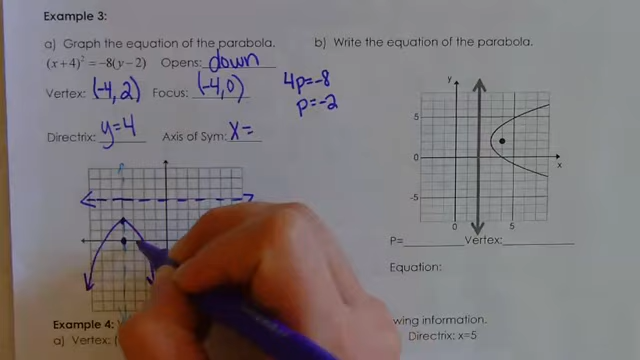 Example 3:
a) Graph the equation of the parabola.
(x+4)² = -8(y-2) Opens: down
Vertex: (-4, 2) Focus: (-4, 0)
4p = -8
p = -2
Directrix: y = 4 Axis of Sym: x =
b) Write the equation of the parabola.
y
5
0
x
-5
0
5
P= Vertex:
Equation:
Example 4:
a) Vertex: (
wing information.
Directrix: x=5